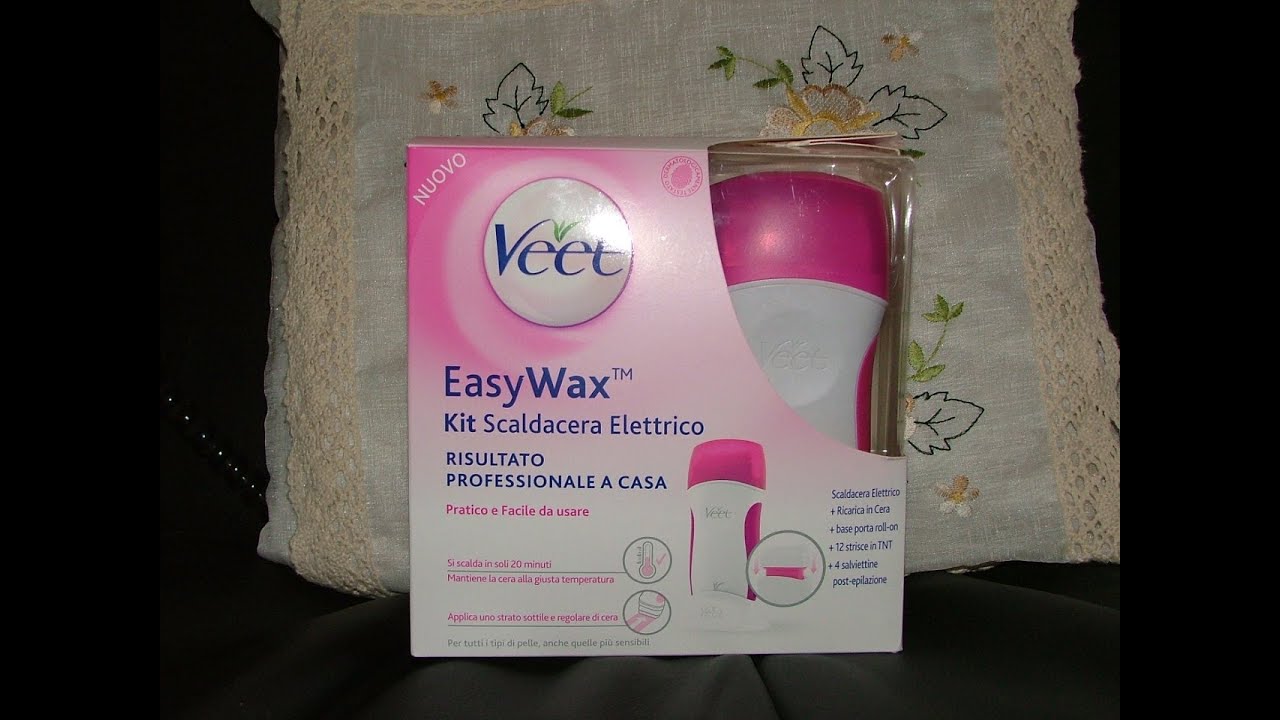 NUOVO
Veet
Veet
EasyWax™
Kit Scaldacera Elettrico
RISULTATO
PROFESSIONALE A CASA
Pratico e Facile da usare
Veet
Si scalda in soli 20 minuti
Mantiene la cera alla giusta temperatura
Applica uno strato sottile e regolare di cera
Per tutti i tipi di pelle, anche quelle più sensibili
Scaldacera Elettrico
+ Ricarica in Cera
+ base porta roll-on
+ 12 strisce in TNT
+ 4 salviettine
post-epilazione